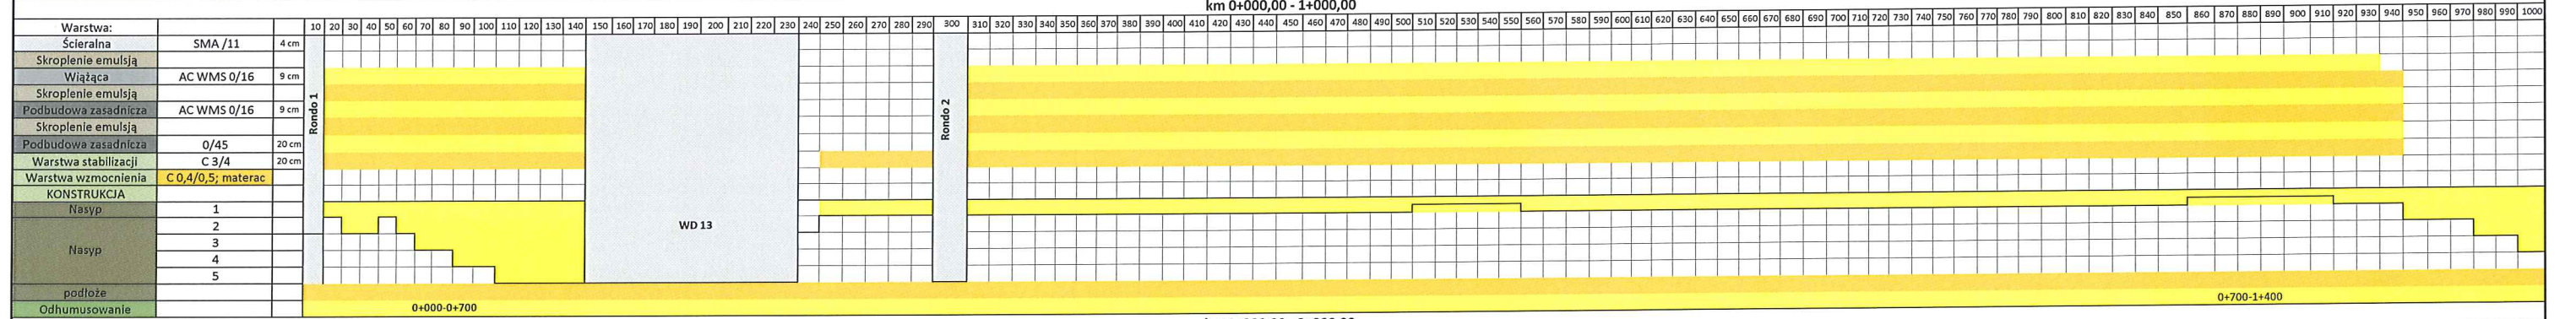 km 0+000,00 - 1+000,00
Warstwa: 10 20 30 40 50 60 70 80 90 100 110 120 130 140 150 160 170 180 190 200 210 220 230 240 250 260 270 280 290 300 310 320 330 340 350 360 370 380 390 400 410 420 430 440 450 460 470 480 490 500 510 520 530 540 550 560 570 580 590 600 610 620 630 640 650 660 670 680 690 700 710 720 730 740 750 760 770 780 790 800 810 820 830 840 850 860 870 880 890 900 910 920 930 940 950 960 970 980 990 1000
Ścieralna SMA /11 4 cm
Skroplenie emulsją
Wiążąca AC WMS 0/16 9 cm
Skroplenie emulsją
Podbudowa zasadnicza AC WMS 0/16 9 cm
Skroplenie emulsją
Podbudowa zasadnicza 0/45 20 cm
Warstwa stabilizacji C 3/4 20 cm
Warstwa wzmocnienia C 0,4/0,5; materac
KONSTRUKCJA
Nasyp 1
2
3
Nasyp
4
5
podłoże
Odhumusowanie
Rondo 1
WD 13
Rondo 2
0+000-0+700
0+700-1+400